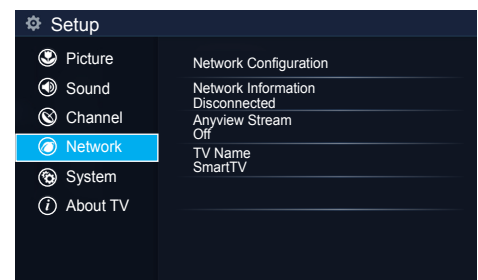 Setup
Picture
Sound
Channel
Network
System
About TV
Network Configuration
Network Information
Disconnected
Anyview Stream
Off
TV Name
SmartTV